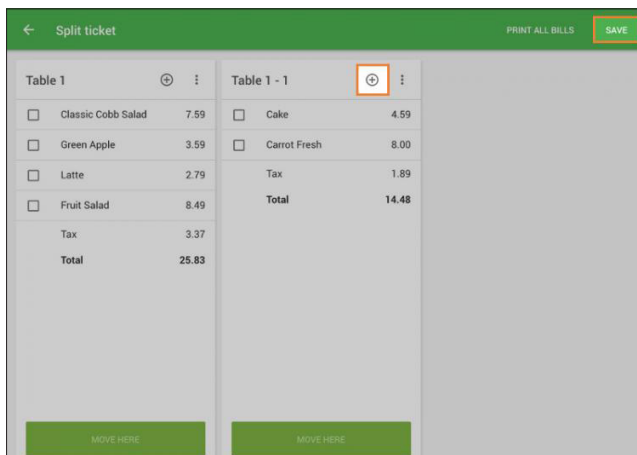 Split ticket
PRINT ALL BILLS
SAVE
Table 1
Classic Cobb Salad 7.59
Green Apple 3.59
Latte 2.79
Fruit Salad 8.49
Tax 3.37
Total 25.83
MOVE HERE
Table 1 - 1
Cake 4.59
Carrot Fresh 8.00
Tax 1.89
Total 14.48
MOVE HERE